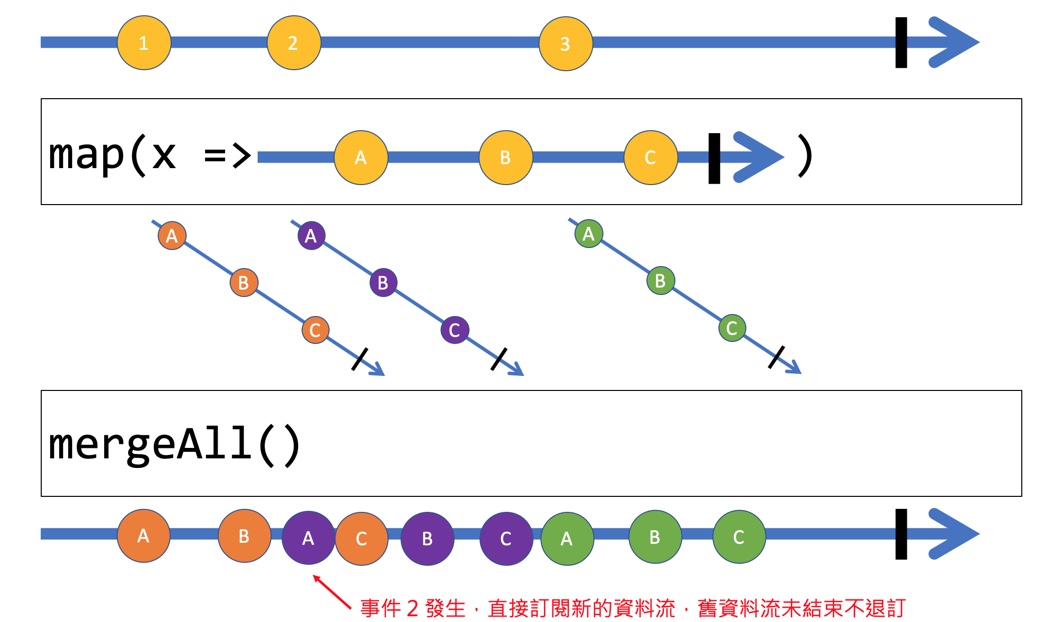 1 2 3
map(x => A B C )
A A A
B B B
C C C
mergeAll()
A B A C B C A B C
事件 2 發生，直接訂閱新的資料流，舊資料流未結束不退訂